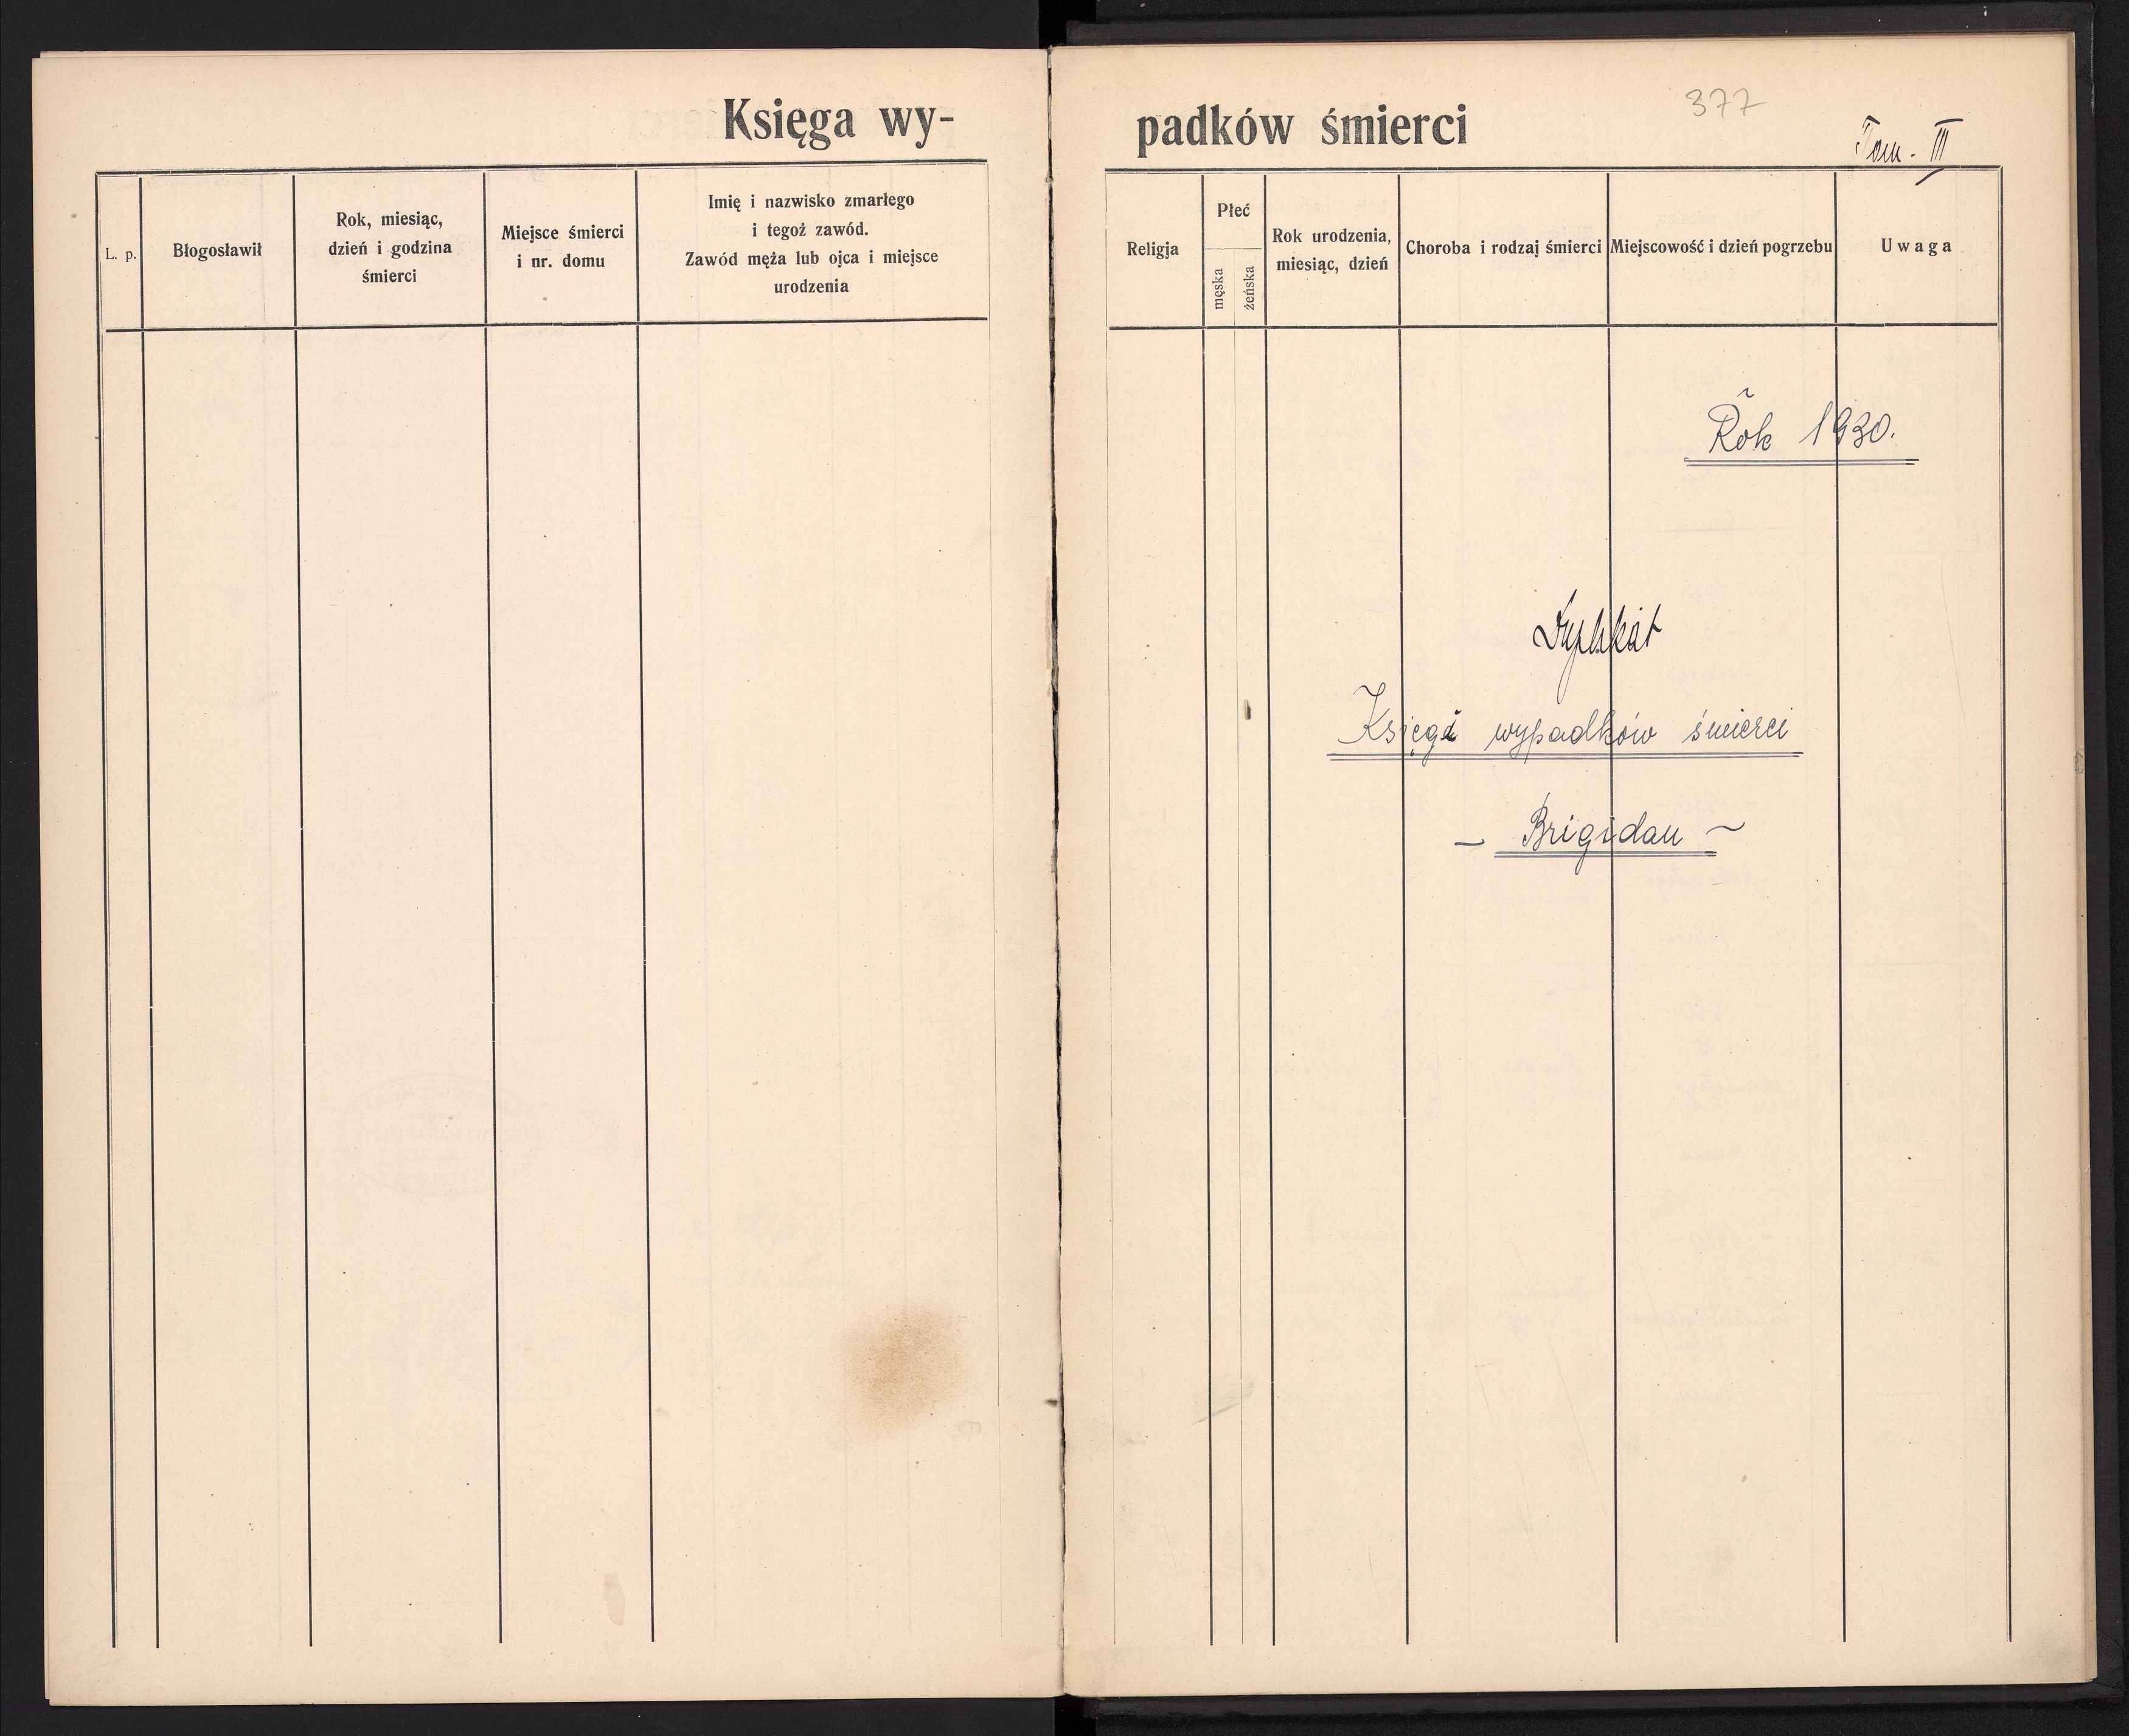 Księga wy-
L. p.
Błogosławił
Rok, miesiąc,
dzień i godzina
śmierci
Miejsce śmierci
i nr. domu
Imię i nazwisko zmarłego
i tegoż zawód.
Zawód męża lub ojca i miejsce
urodzenia
padków śmierci
377
Tom. III
Religja
Płeć
męska
żeńska
Rok urodzenia,
miesiąc, dzień
Choroba i rodzaj śmierci
Miejscowość i dzień pogrzebu
Uwaga
Rok 1930.
Duplikat
Księgi wypadków śmierci
- Brigidau -